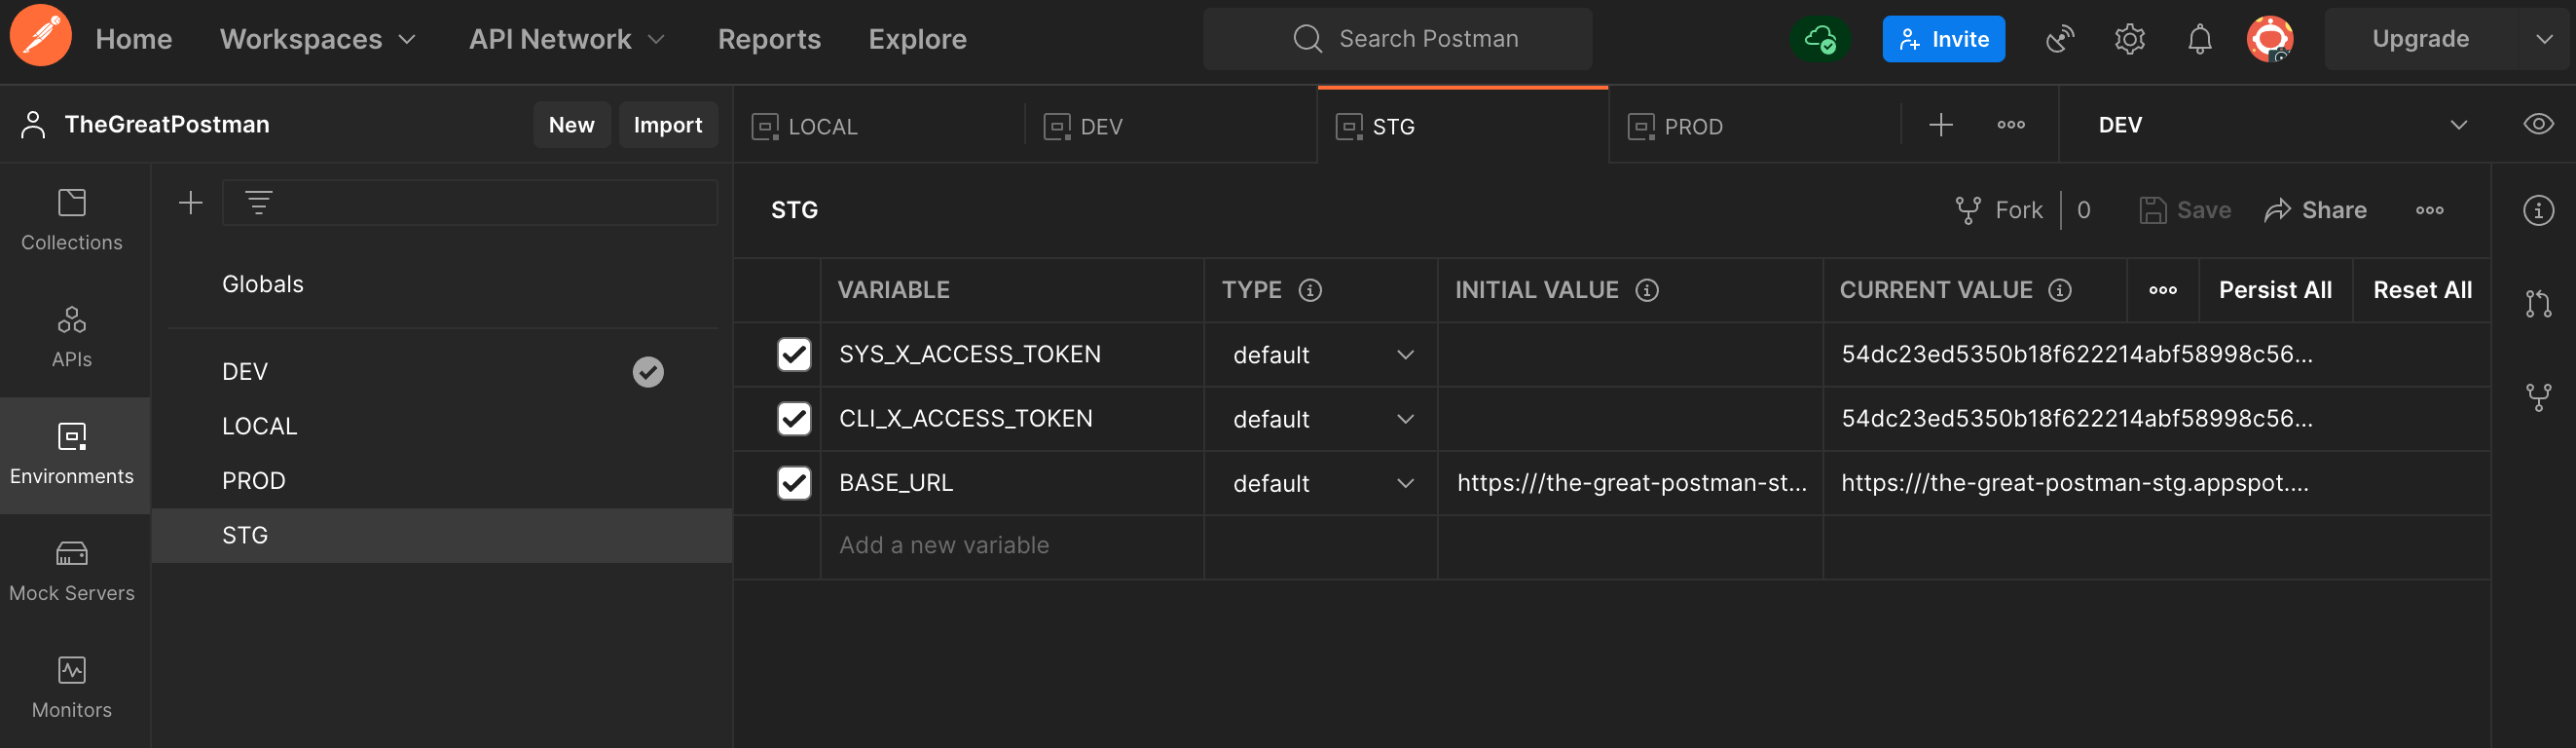 Home Workspaces API Network Reports Explore Search Postman Invite Upgrade
TheGreatPostman New Import LOCAL DEV STG PROD DEV
STG Fork 0 Save Share
Collections
Globals
VARIABLE TYPE INITIAL VALUE CURRENT VALUE Persist All Reset All
APIs
DEV
SYS_X_ACCESS_TOKEN default 54dc23ed5350b18f622214abf58998c56...
LOCAL
CLI_X_ACCESS_TOKEN default 54dc23ed5350b18f622214abf58998c56...
Environments
PROD
BASE_URL default https:///the-great-postman-st... https:///the-great-postman-stg.appspot....
STG
Add a new variable
Mock Servers
Monitors